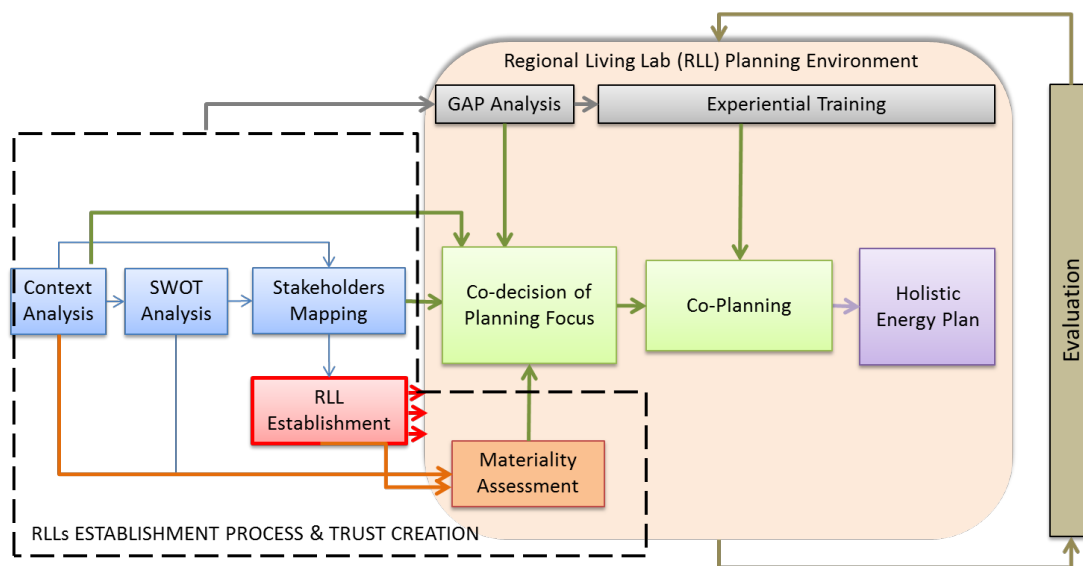 Regional Living Lab (RLL) Planning Environment
GAP Analysis
Experiential Training
Context
Analysis
SWOT
Analysis
Stakeholders
Mapping
Co-decision of
Planning Focus
Co-Planning
Holistic
Energy Plan
Evaluation
RLL
Establishment
Materiality
Assessment
RLLs ESTABLISHMENT PROCESS & TRUST CREATION